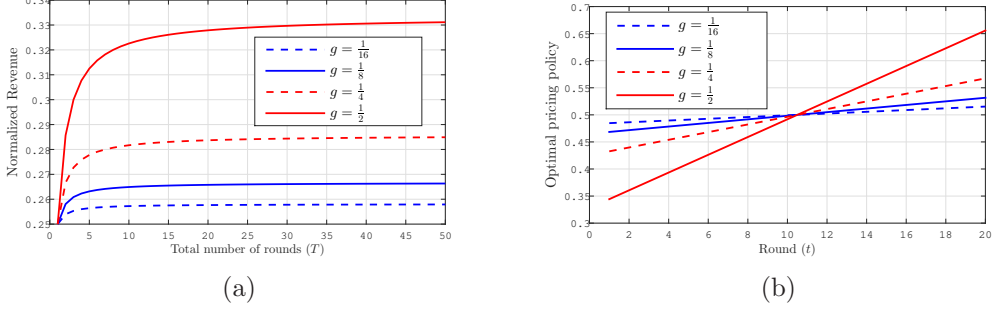 0.34
0.33
0.32
0.31
0.3
0.29
0.28
0.27
0.26
0.25
Normalized Revenue
g = 1/16
g = 1/8
g = 1/4
g = 1/2
0 5 10 15 20 25 30 35 40 45 50
Total number of rounds (T)
(a)
0.7
0.65
0.6
0.55
0.5
0.45
0.4
0.35
0.3
Optimal pricing policy
g = 1/16
g = 1/8
g = 1/4
g = 1/2
0 2 4 6 8 10 12 14 16 18 20
Round (t)
(b)